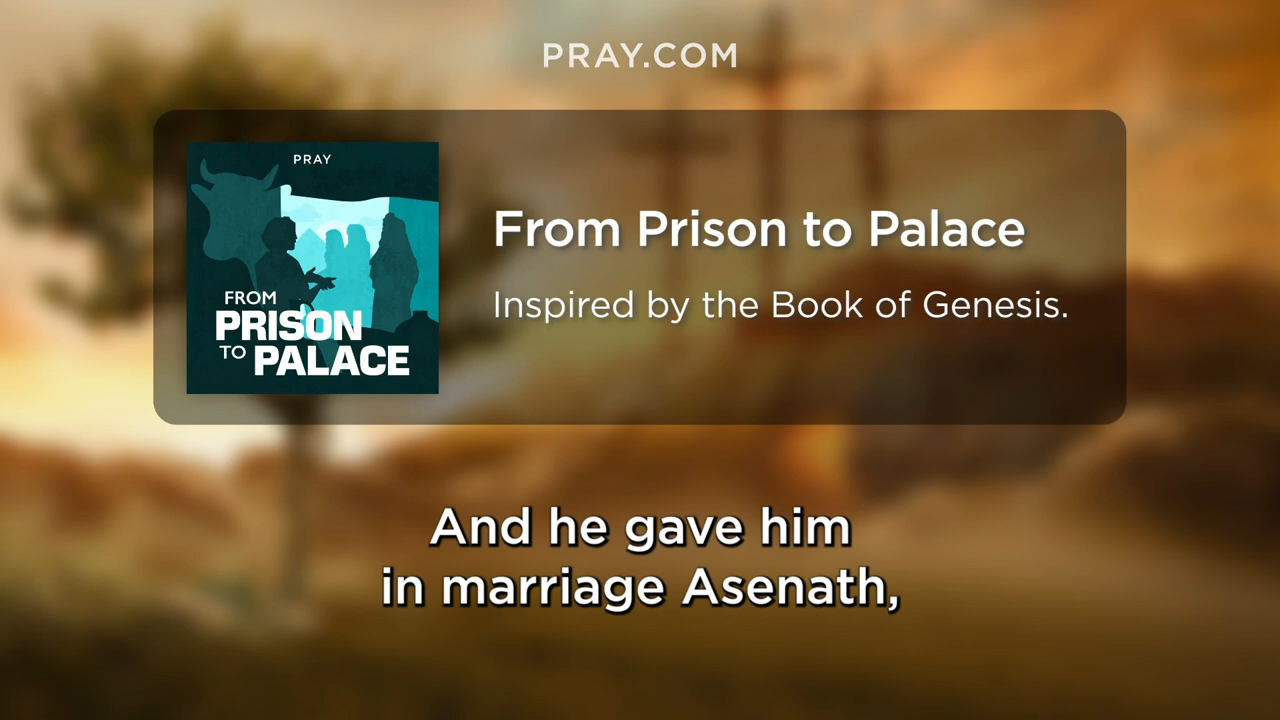 PRAY.COM
PRAY
FROM
PRISON
TO PALACE
From Prison to Palace
Inspired by the Book of Genesis.
And he gave him
in marriage Asenath,